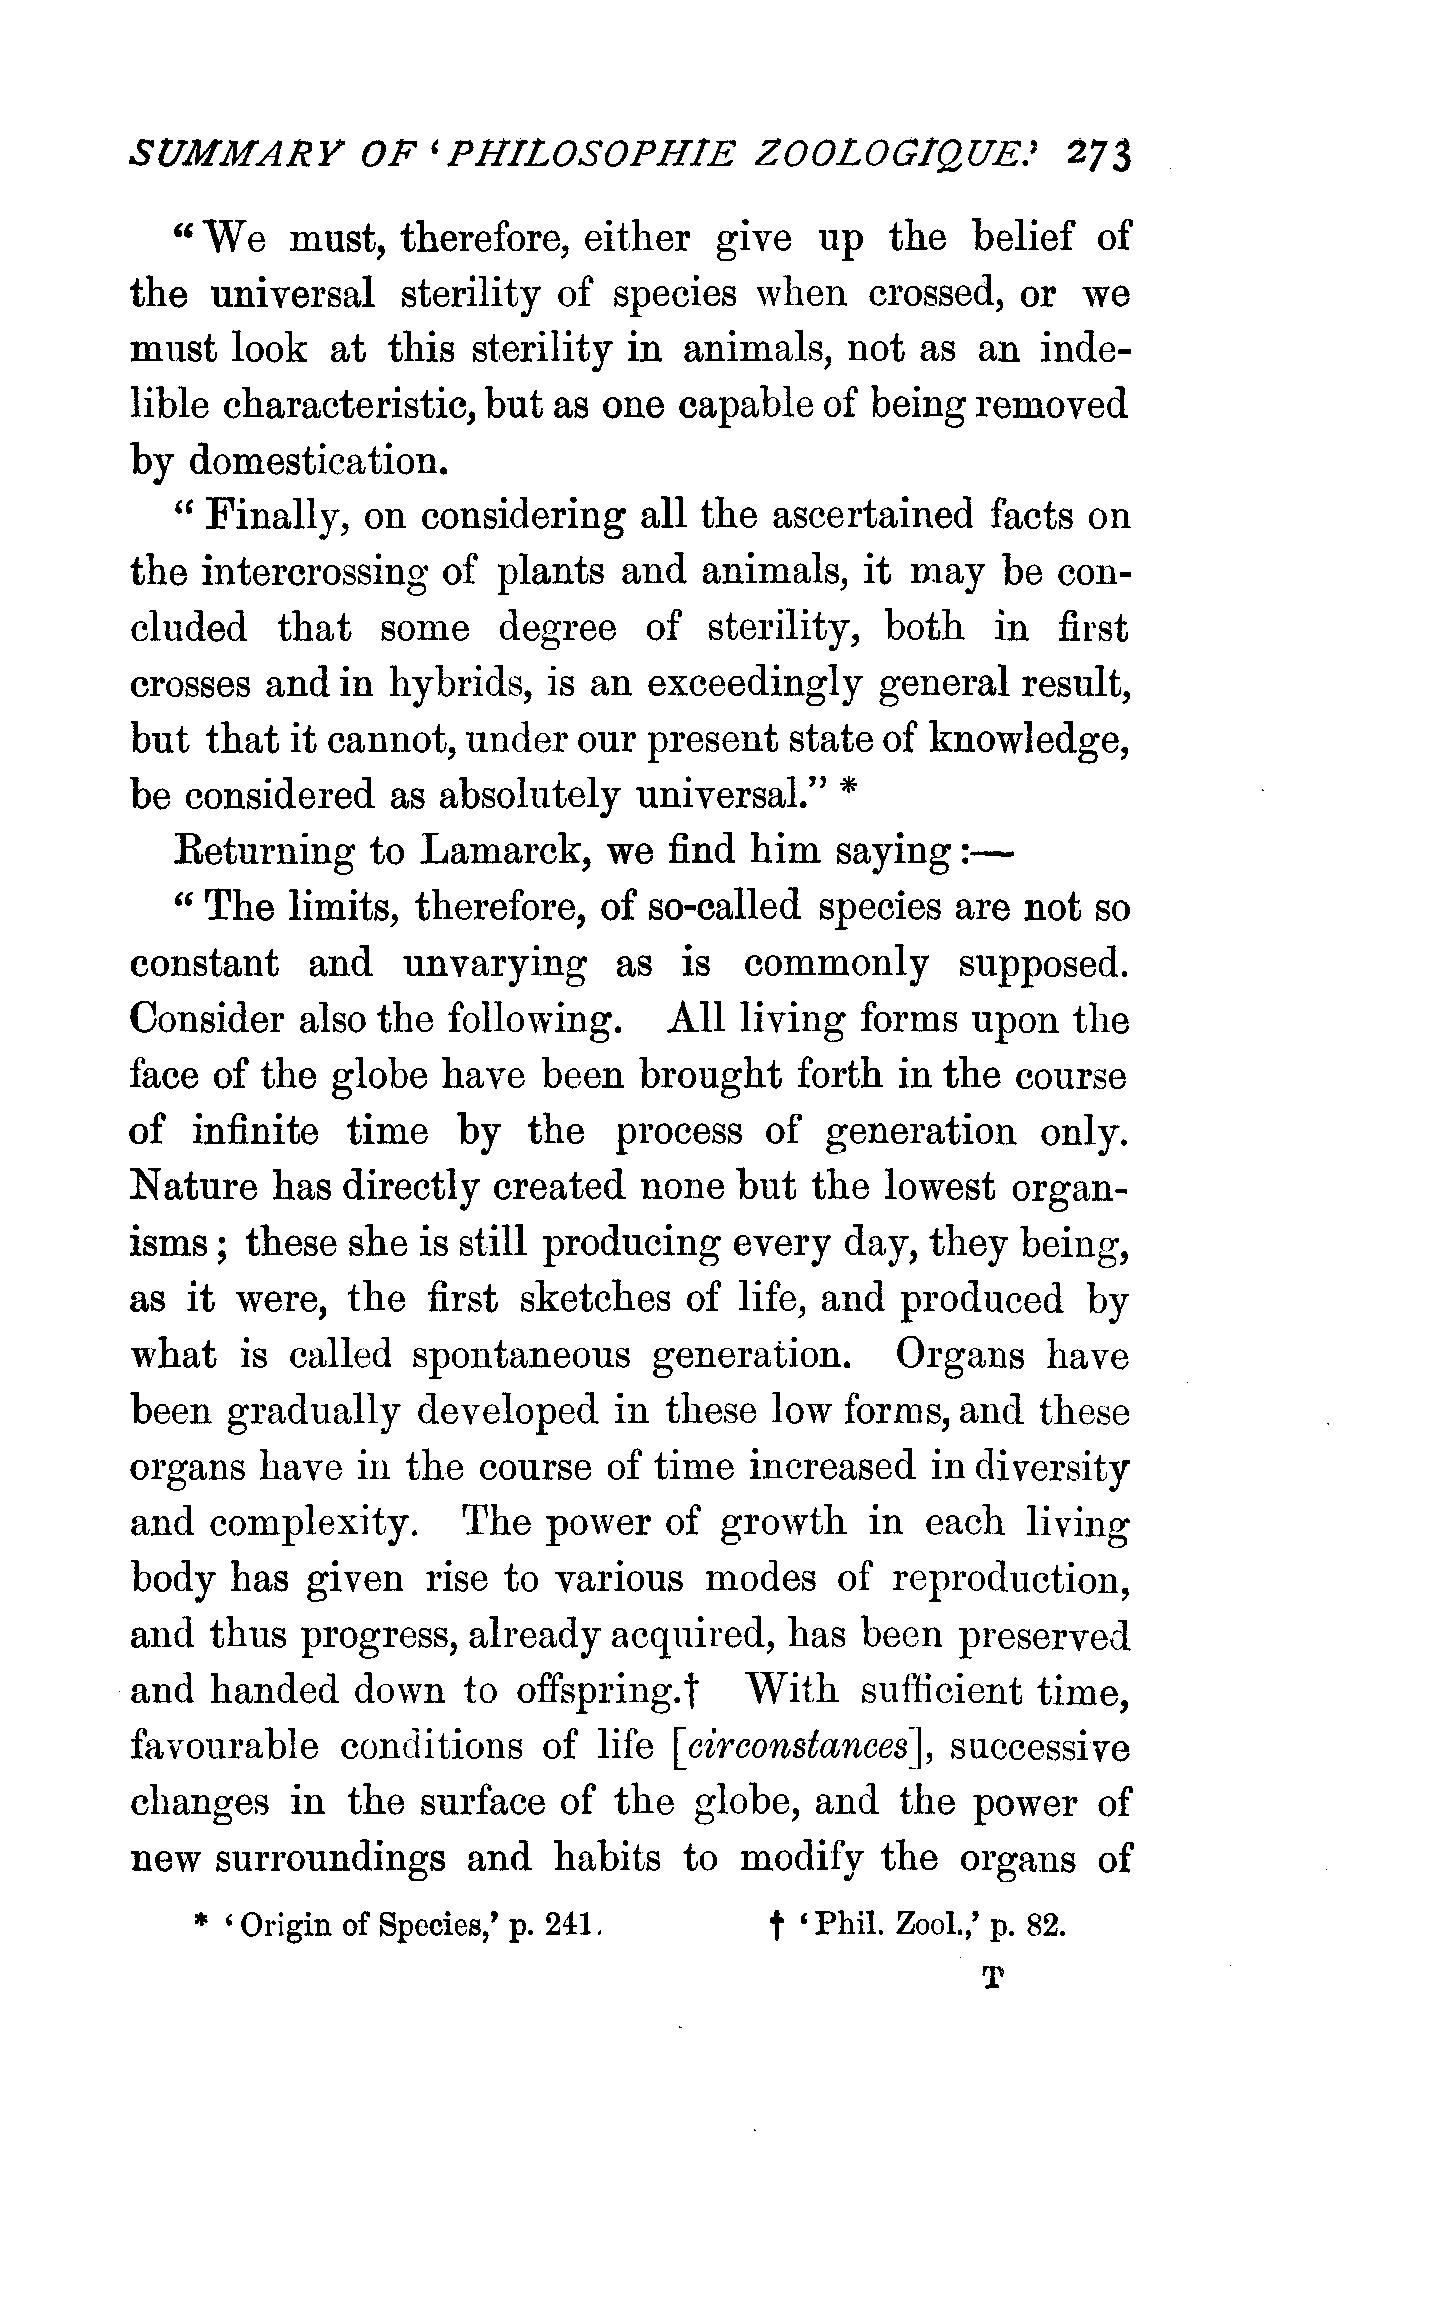 SUMMARY OF ‘PHILOSOPHIE ZOOLOGIQUE.’ 273
“We must, therefore, either give up the belief of
the universal sterility of species when crossed, or we
must look at this sterility in animals, not as an inde-
lible characteristic, but as one capable of being removed
by domestication.
“Finally, on considering all the ascertained facts on
the intercrossing of plants and animals, it may be con-
cluded that some degree of sterility, both in first
crosses and in hybrids, is an exceedingly general result,
but that it cannot, under our present state of knowledge,
be considered as absolutely universal.” *
Returning to Lamarck, we find him saying:—
“The limits, therefore, of so-called species are not so
constant and unvarying as is commonly supposed.
Consider also the following. All living forms upon the
face of the globe have been brought forth in the course
of infinite time by the process of generation only.
Nature has directly created none but the lowest organ-
isms; these she is still producing every day, they being,
as it were, the first sketches of life, and produced by
what is called spontaneous generation. Organs have
been gradually developed in these low forms, and these
organs have in the course of time increased in diversity
and complexity. The power of growth in each living
body has given rise to various modes of reproduction,
and thus progress, already acquired, has been preserved
and handed down to offspring.† With sufficient time,
favourable conditions of life [circonstances], successive
changes in the surface of the globe, and the power of
new surroundings and habits to modify the organs of
* ‘Origin of Species,’ p. 241. † ‘Phil. Zool.,’ p. 82.
T